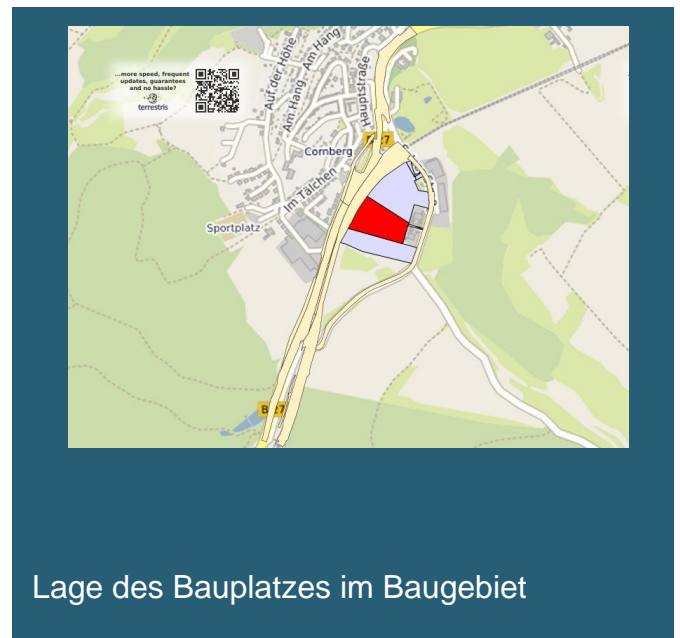 ...more speed, frequent
updates, guarantees
and no hassle?
terrestris
Auf der Höhe
Am Hang
Am Hang
Hauptstraße
B 27
Cornberg
Im Tälchen
Sportplatz
B 27
Lage des Bauplatzes im Baugebiet